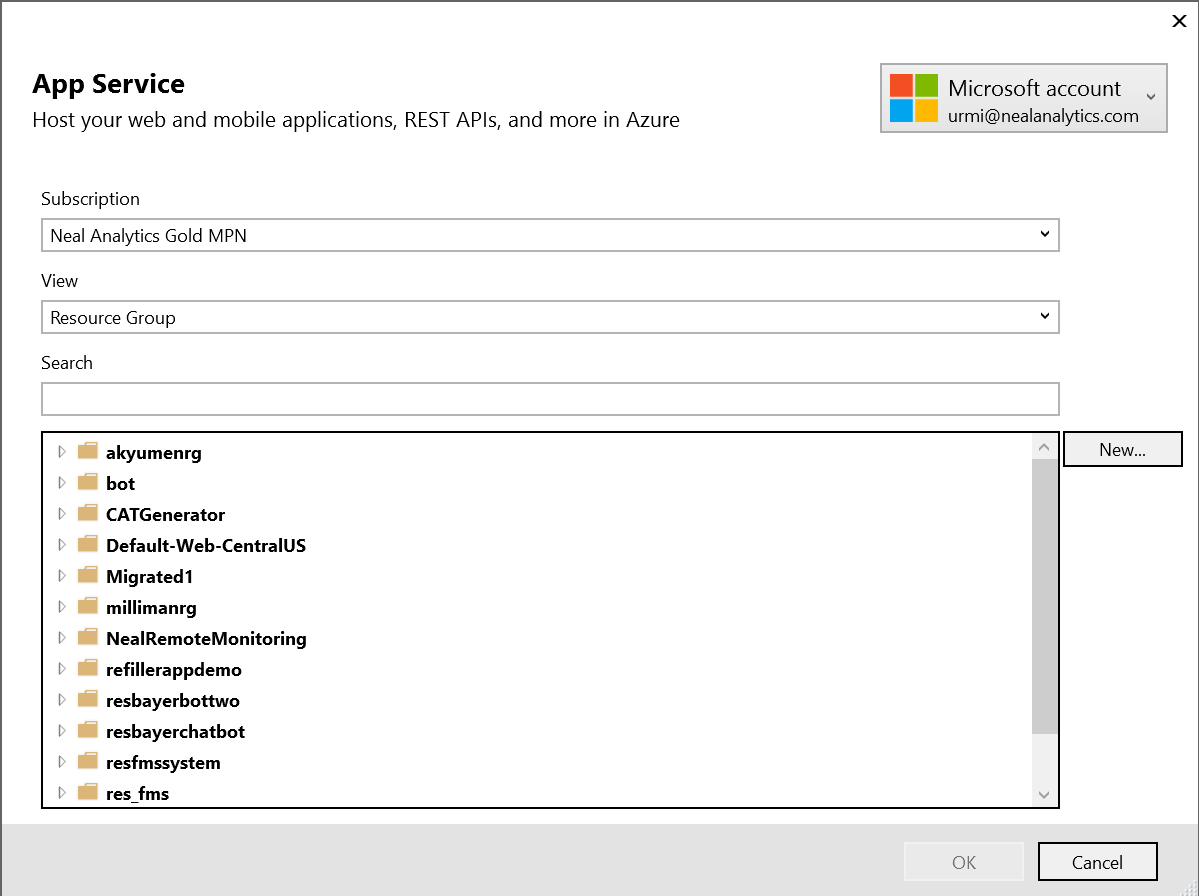 App Service
Host your web and mobile applications, REST APIs, and more in Azure
Microsoft account
urmi@nealanalytics.com
Subscription
Neal Analytics Gold MPN
View
Resource Group
Search
akyumenrg
New...
bot
CATGenerator
Default-Web-CentralUS
Migrated1
millimanrg
NealRemoteMonitoring
refillerappdemo
resbayerbottwo
resbayerchatbot
resfmssystem
res_fms
OK
Cancel